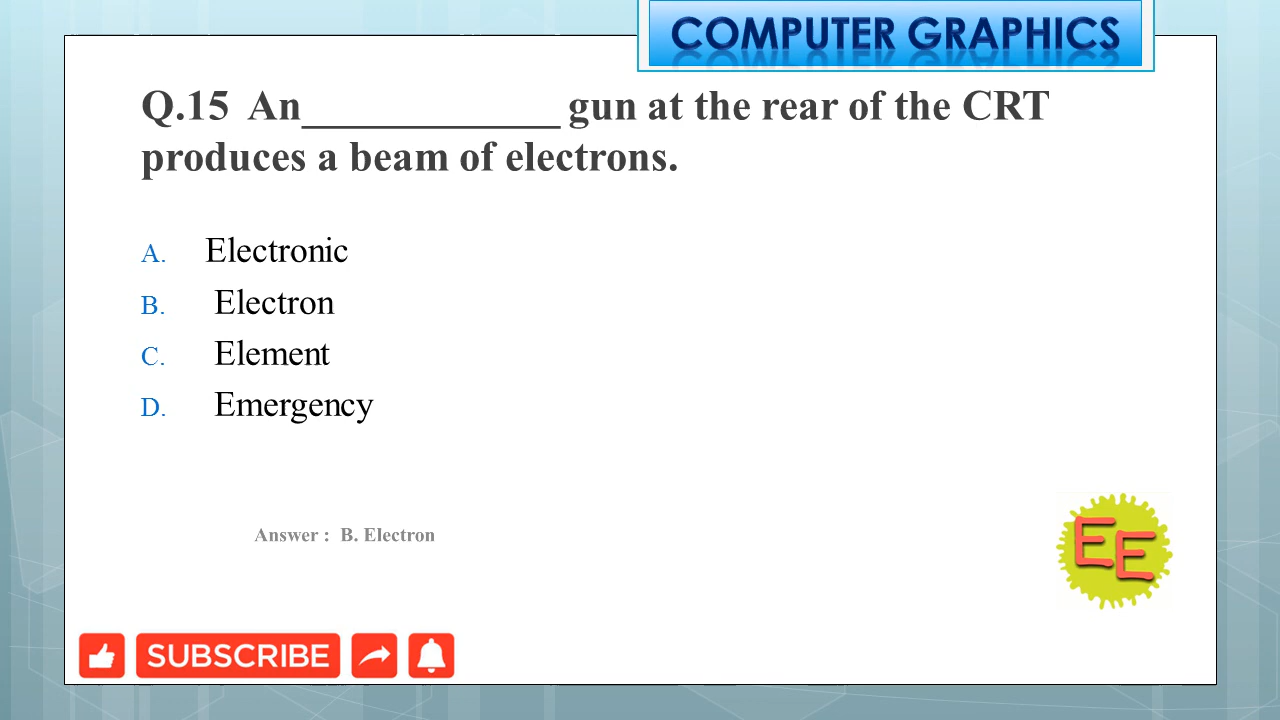 COMPUTER GRAPHICS
Q.15 An____________ gun at the rear of the CRT
produces a beam of electrons.
A. Electronic
B. Electron
C. Element
D. Emergency
Answer : B. Electron
EE
SUBSCRIBE